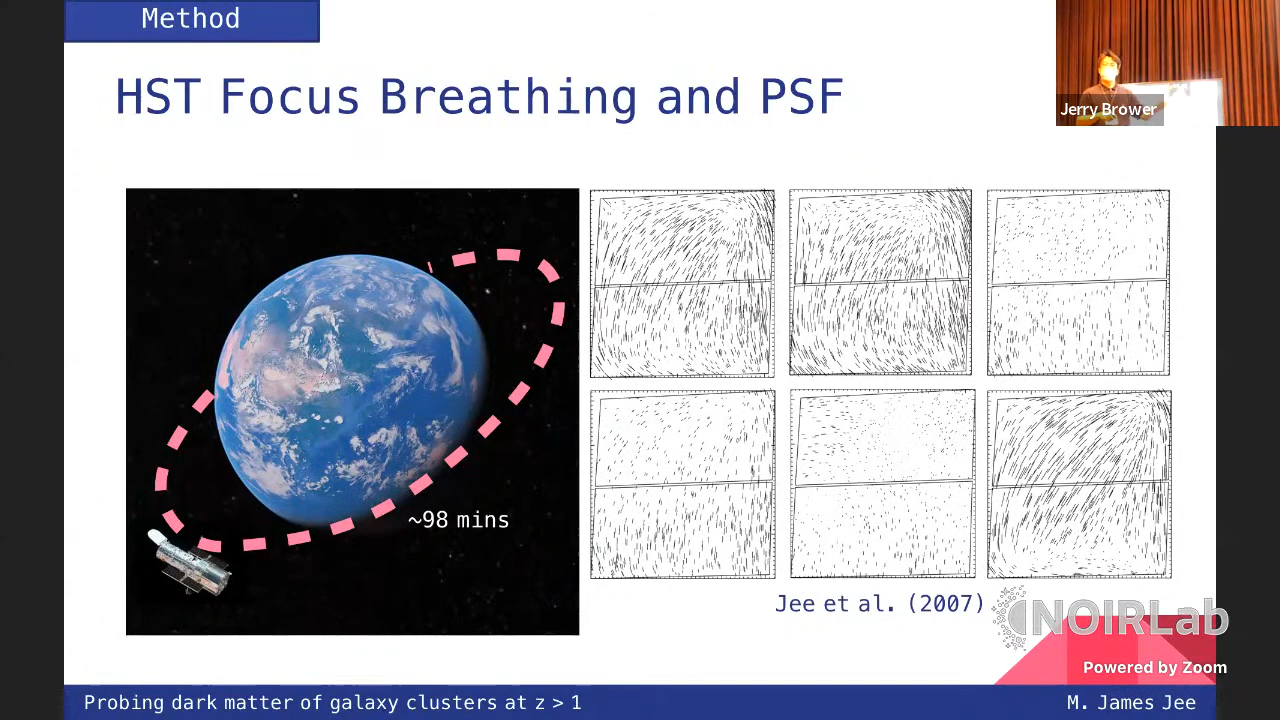 Method
HST Focus Breathing and PSF
Jerry Brower
~98 mins
Jee et al. (2007)
NOIRLab
Powered by Zoom
Probing dark matter of galaxy clusters at z > 1
M. James Jee